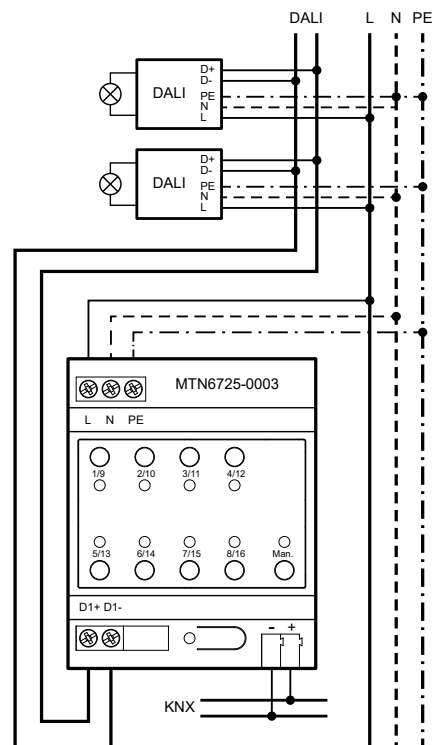 DALI L N PE
D+
D-
DALI
PE
N
L
D+
D-
DALI
PE
N
L
MTN6725-0003
L N PE
1/9 2/10 3/11 4/12
5/13 6/14 7/15 8/16 Man.
D1+ D1-
- +
KNX